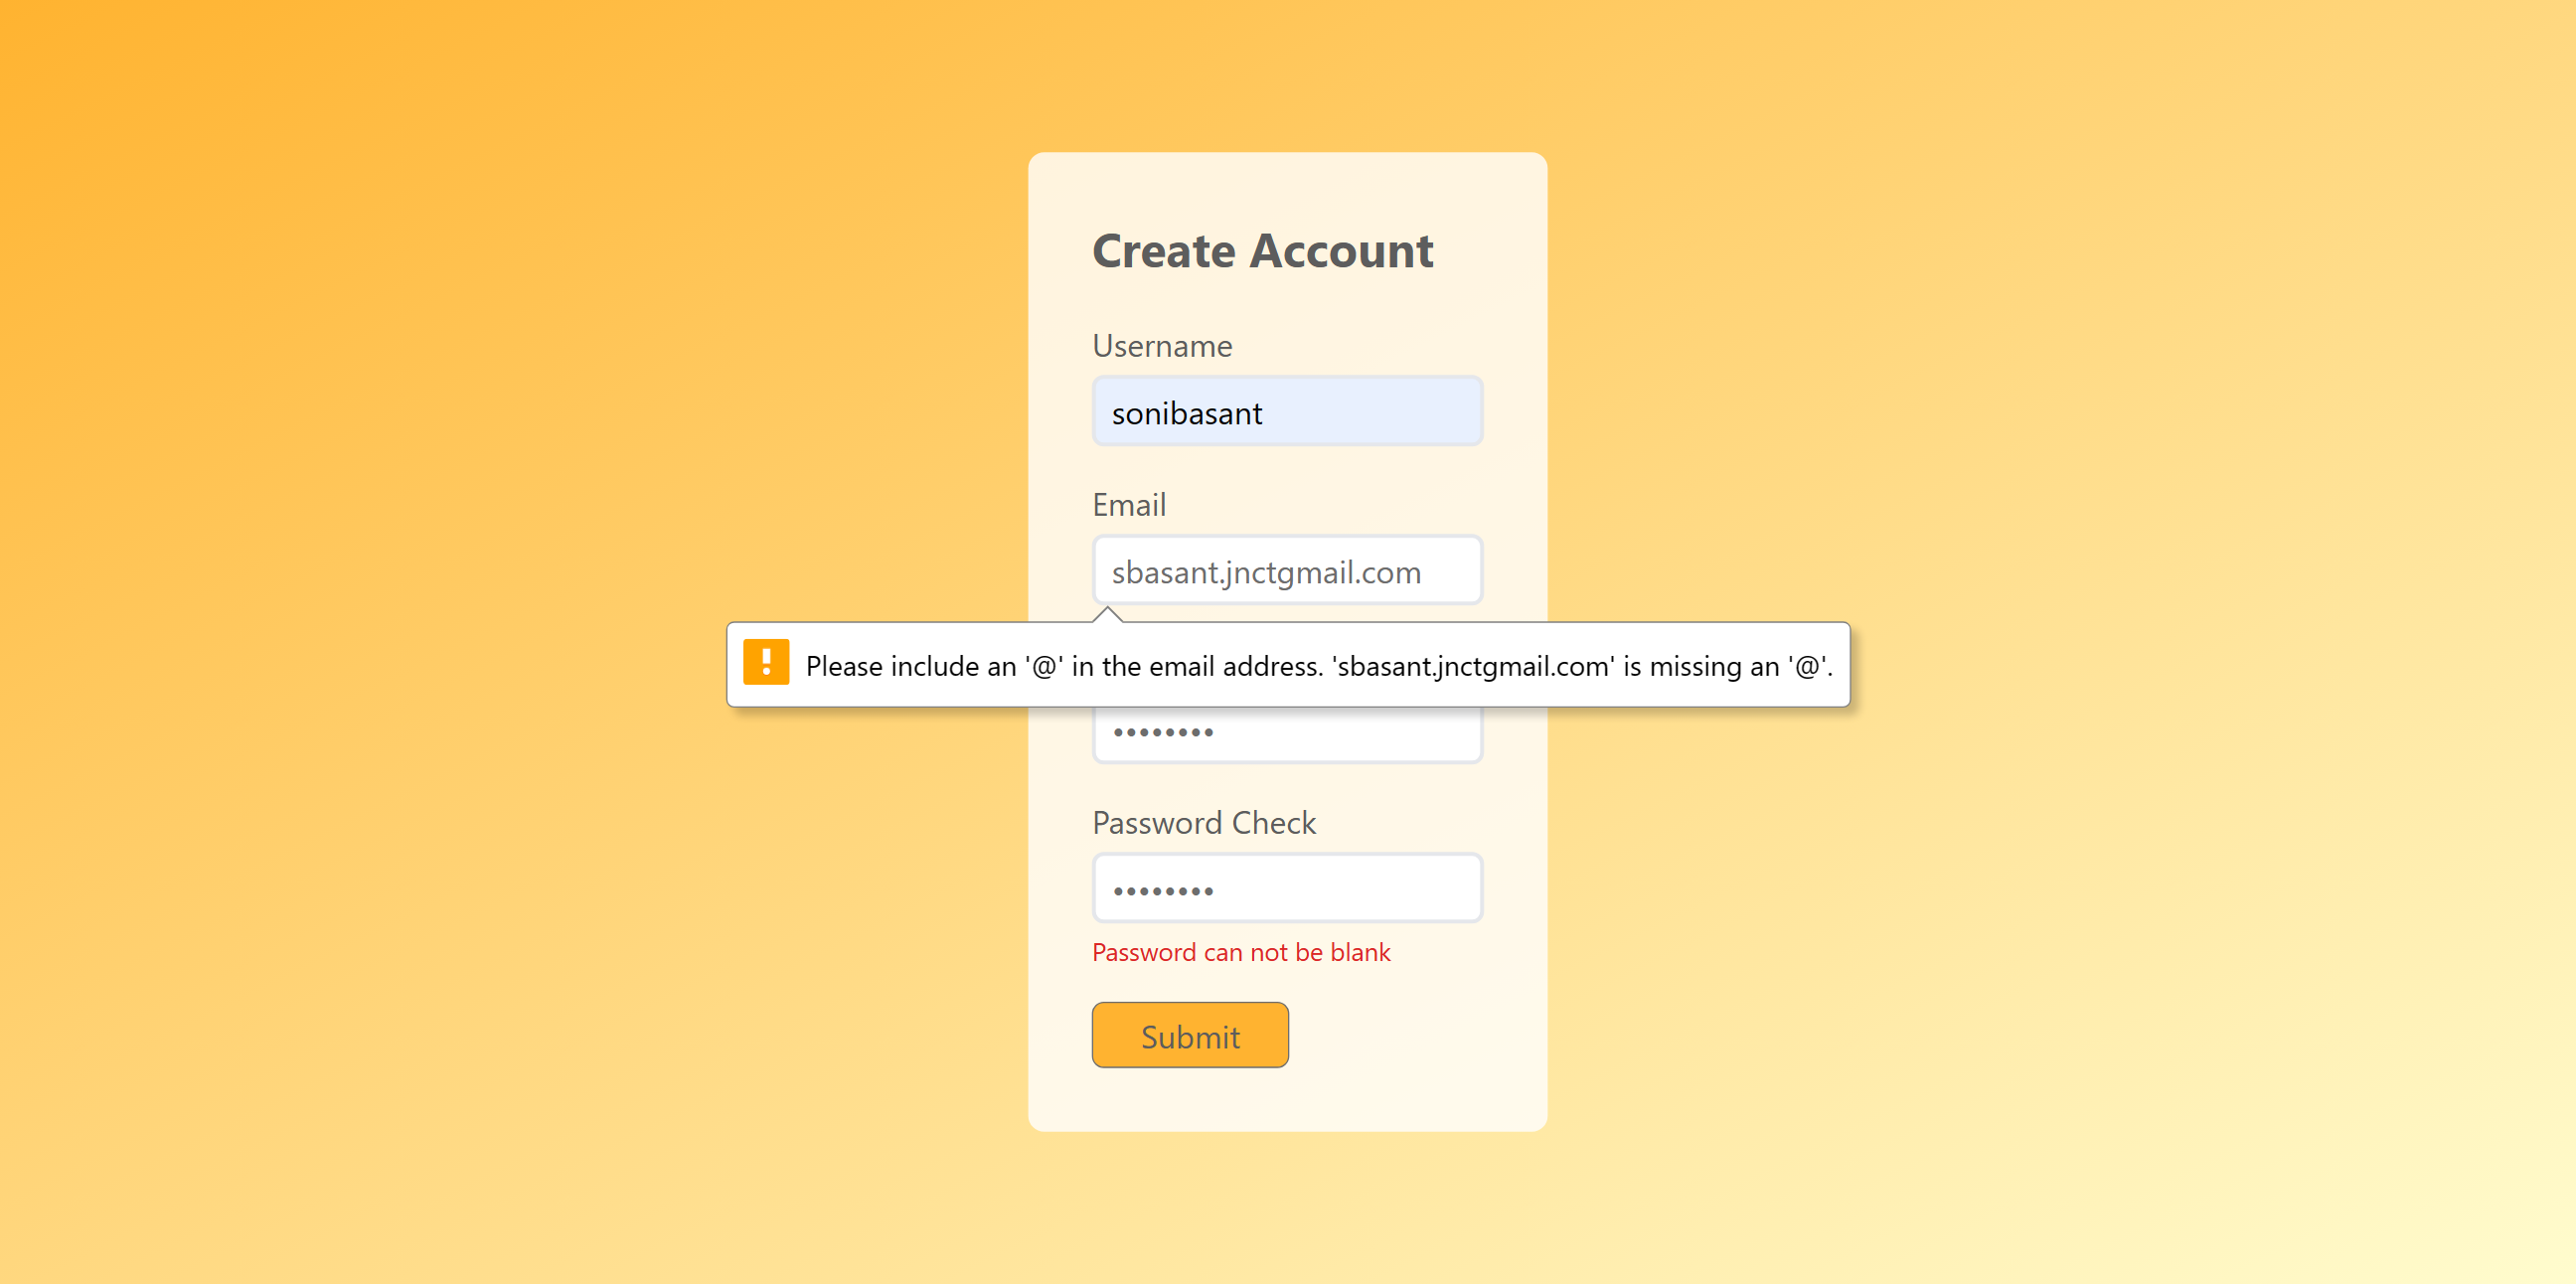 Create Account
Username
sonibasant
Email
sbasant.jnctgmail.com
Please include an '@' in the email address. 'sbasant.jnctgmail.com' is missing an '@'.
••••••••
Password Check
••••••••
Password can not be blank
Submit